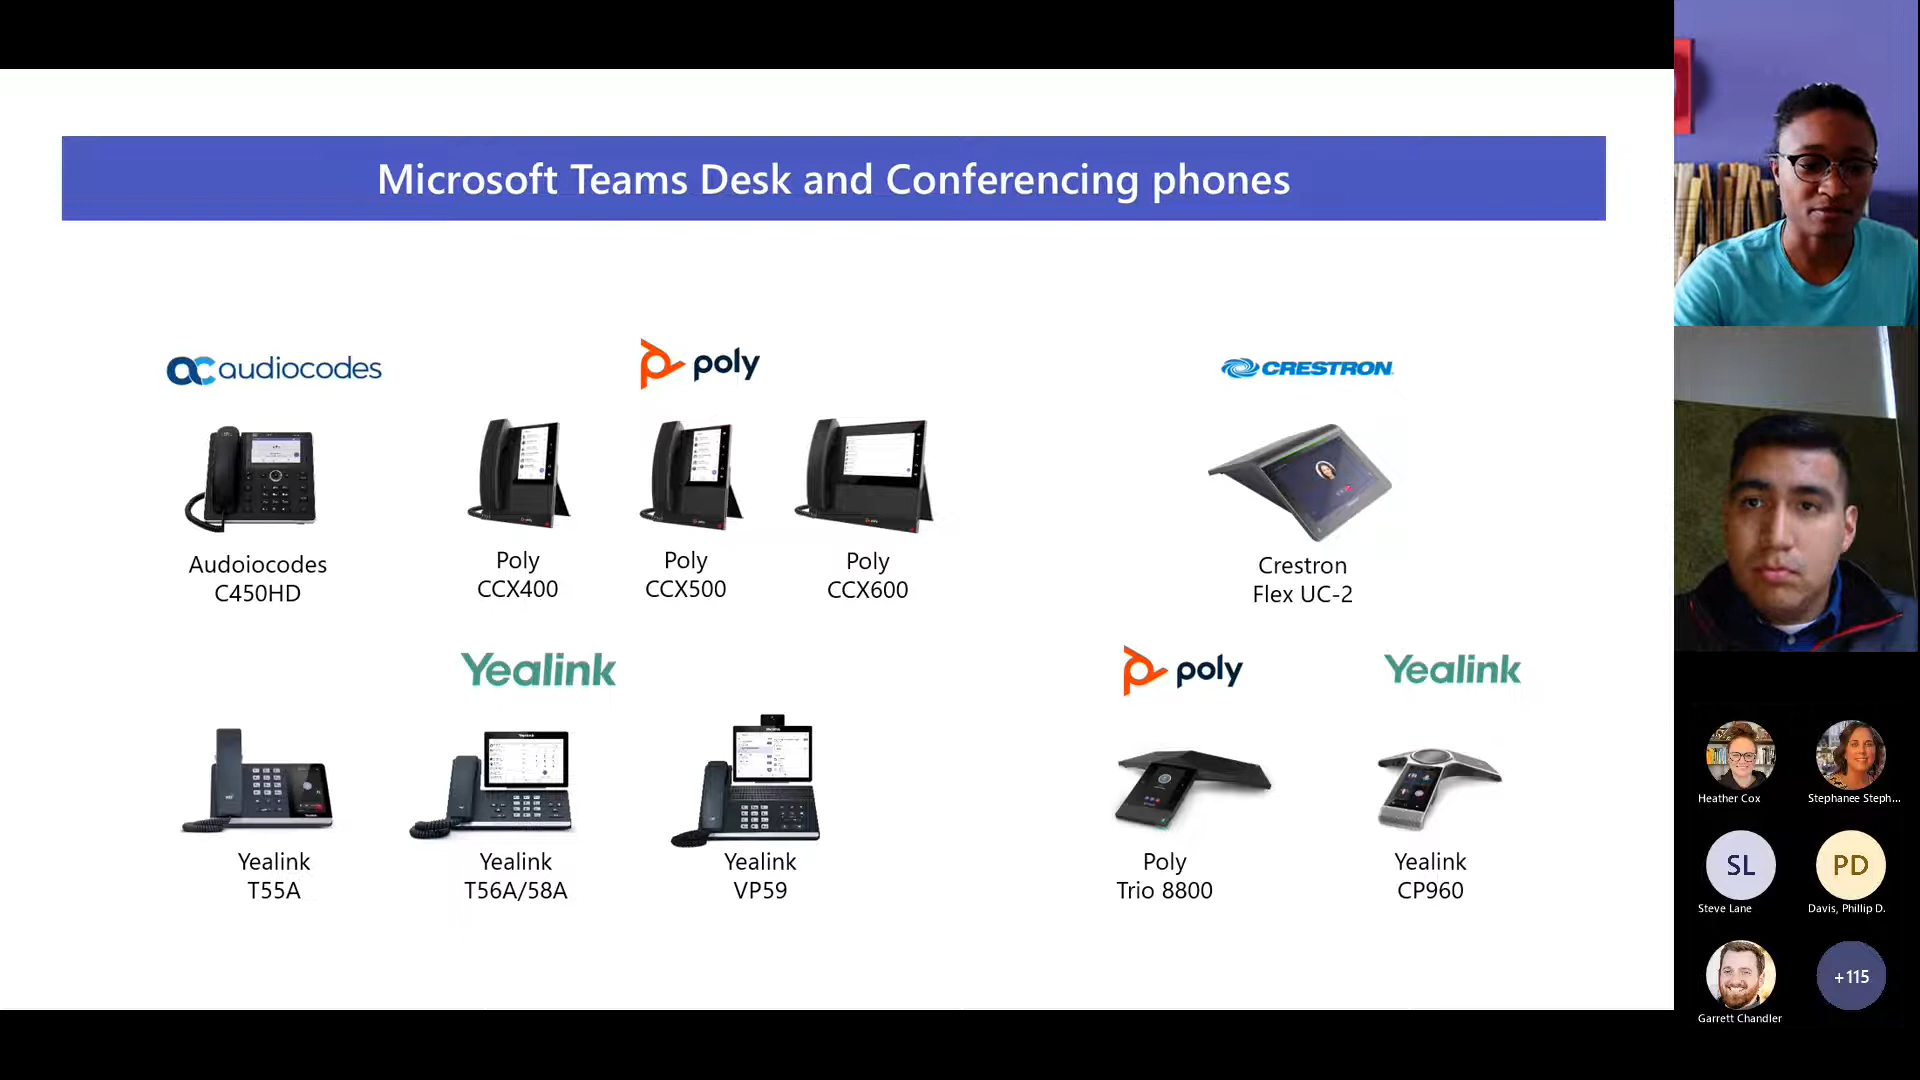 Microsoft Teams Desk and Conferencing phones
audiocodes
poly
CRESTRON
Audoiocodes
C450HD
Poly
CCX400
Poly
CCX500
Poly
CCX600
Crestron
Flex UC-2
Yealink
poly
Yealink
Yealink
T55A
Yealink
T56A/58A
Yealink
VP59
Poly
Trio 8800
Yealink
CP960
Heather Cox
Stephanee Steph...
SL
Steve Lane
PD
Davis, Phillip D.
Garrett Chandler
+115